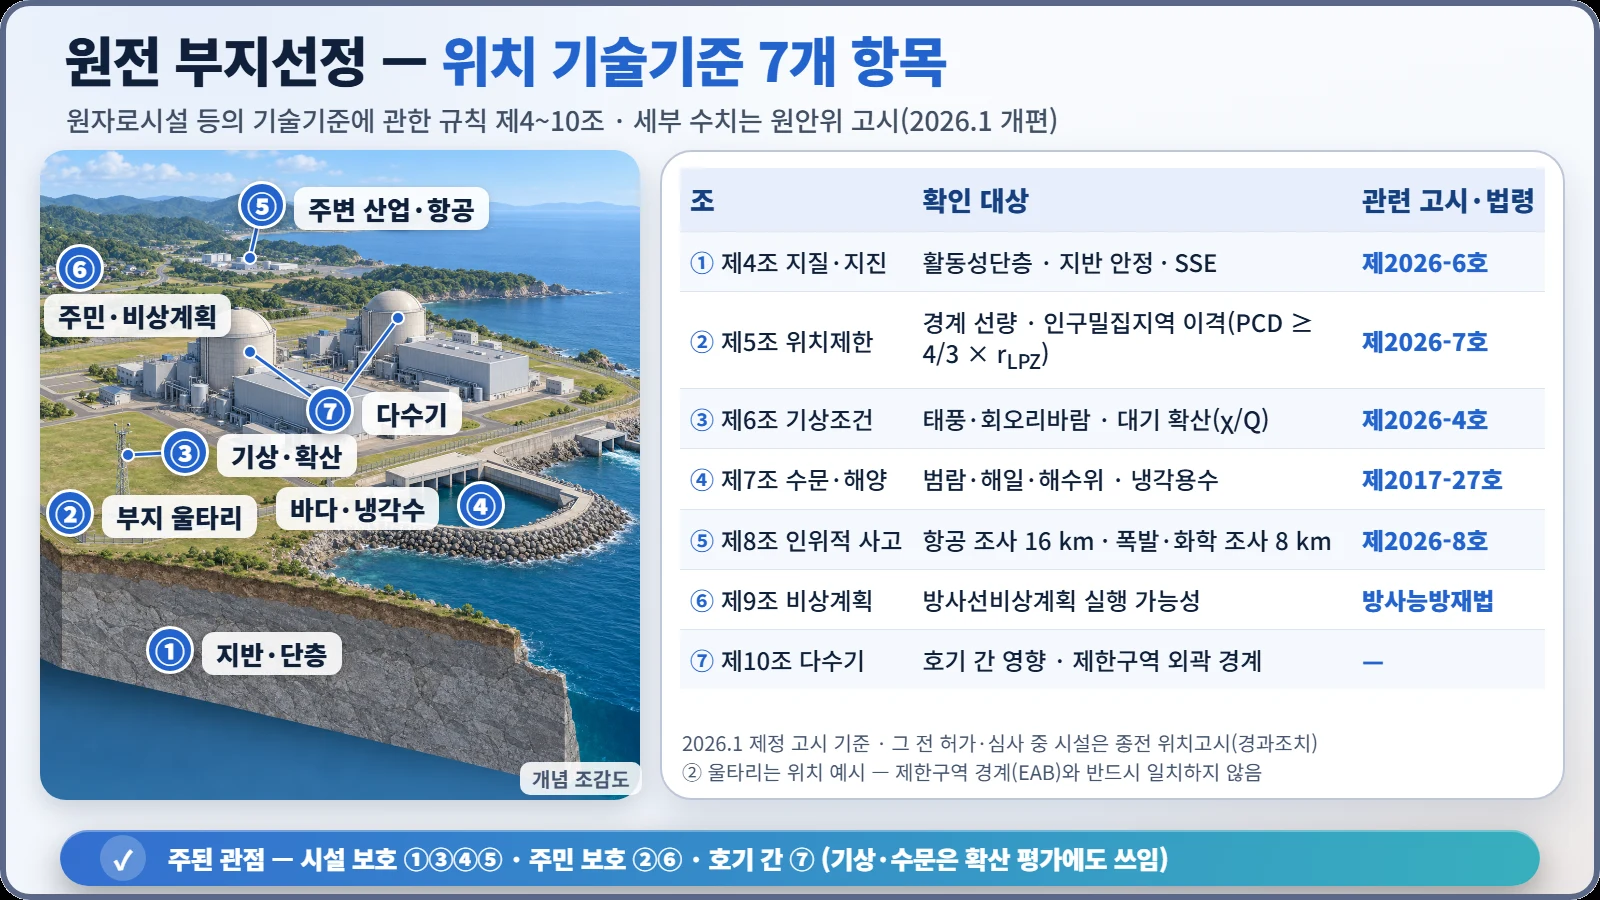 원전 부지선정 — 위치 기술기준 7개 항목
원자로시설 등의 기술기준에 관한 규칙 제4~10조 · 세부 수치는 원안위 고시(2026.1 개편)
⑤ 주변 산업·항공
⑥
주민·비상계획
⑦ 다수기
③ 기상·확산
② 부지 울타리
바다·냉각수 ④
① 지반·단층
개념 조감도
조 확인 대상 관련 고시·법령
① 제4조 지질·지진 활동성단층 · 지반 안정 · SSE 제2026-6호
② 제5조 위치제한 경계 선량 · 인구밀집지역 이격(PCD ≥
4/3 × rLPZ) 제2026-7호
③ 제6조 기상조건 태풍·회오리바람 · 대기 확산(χ/Q) 제2026-4호
④ 제7조 수문·해양 범람·해일·해수위 · 냉각용수 제2017-27호
⑤ 제8조 인위적 사고 항공 조사 16 km · 폭발·화학 조사 8 km 제2026-8호
⑥ 제9조 비상계획 방사선비상계획 실행 가능성 방사능방재법
⑦ 제10조 다수기 호기 간 영향 · 제한구역 외곽 경계 —
2026.1 제정 고시 기준 · 그 전 허가·심사 중 시설은 종전 위치고시(경과조치)
② 울타리는 위치 예시 — 제한구역 경계(EAB)와 반드시 일치하지 않음
✓ 주된 관점 — 시설 보호 ①③④⑤ · 주민 보호 ②⑥ · 호기 간 ⑦ (기상·수문은 확산 평가에도 쓰임)